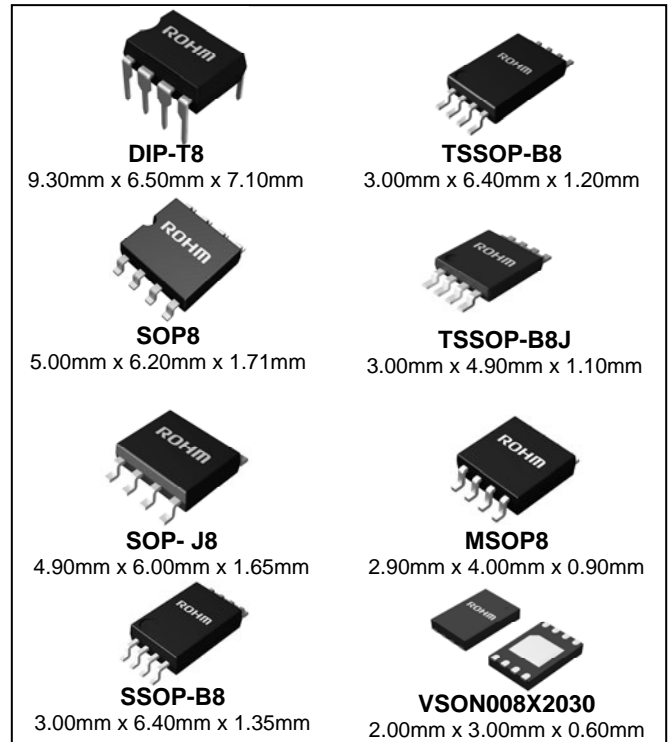 ROHM
DIP-T8
9.30mm x 6.50mm x 7.10mm
ROHM
TSSOP-B8
3.00mm x 6.40mm x 1.20mm
ROHM
SOP8
5.00mm x 6.20mm x 1.71mm
ROHM
TSSOP-B8J
3.00mm x 4.90mm x 1.10mm
ROHM
SOP- J8
4.90mm x 6.00mm x 1.65mm
ROHM
MSOP8
2.90mm x 4.00mm x 0.90mm
ROHM
SSOP-B8
3.00mm x 6.40mm x 1.35mm
ROHM
VSON008X2030
2.00mm x 3.00mm x 0.60mm